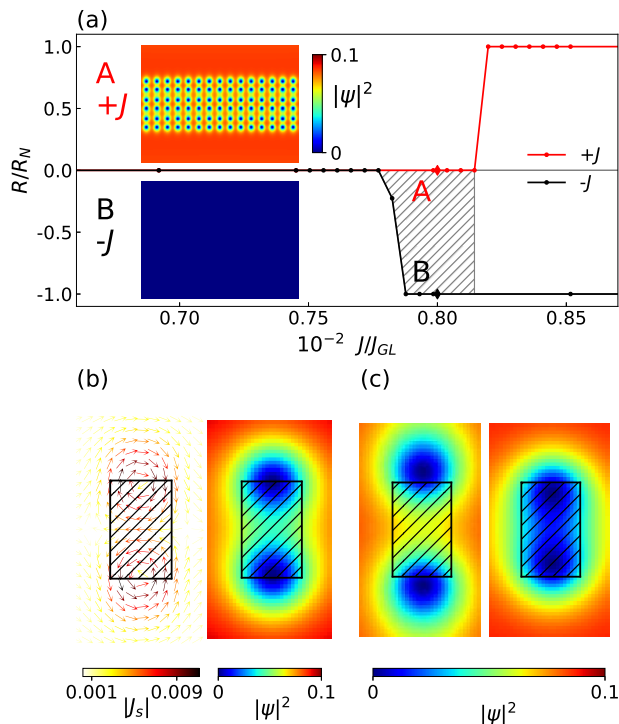 (a)
1.0
0.5
0.0
-0.5
-1.0
R/R_N
A
+J
0.1
0
|ψ|²
B
-J
A
B
+J
-J
0.70
0.75
0.80
0.85
10⁻² J/J_GL
(b)
(c)
0.001
0.009
|J_s|
0
0.1
|ψ|²
0
0.1
|ψ|²